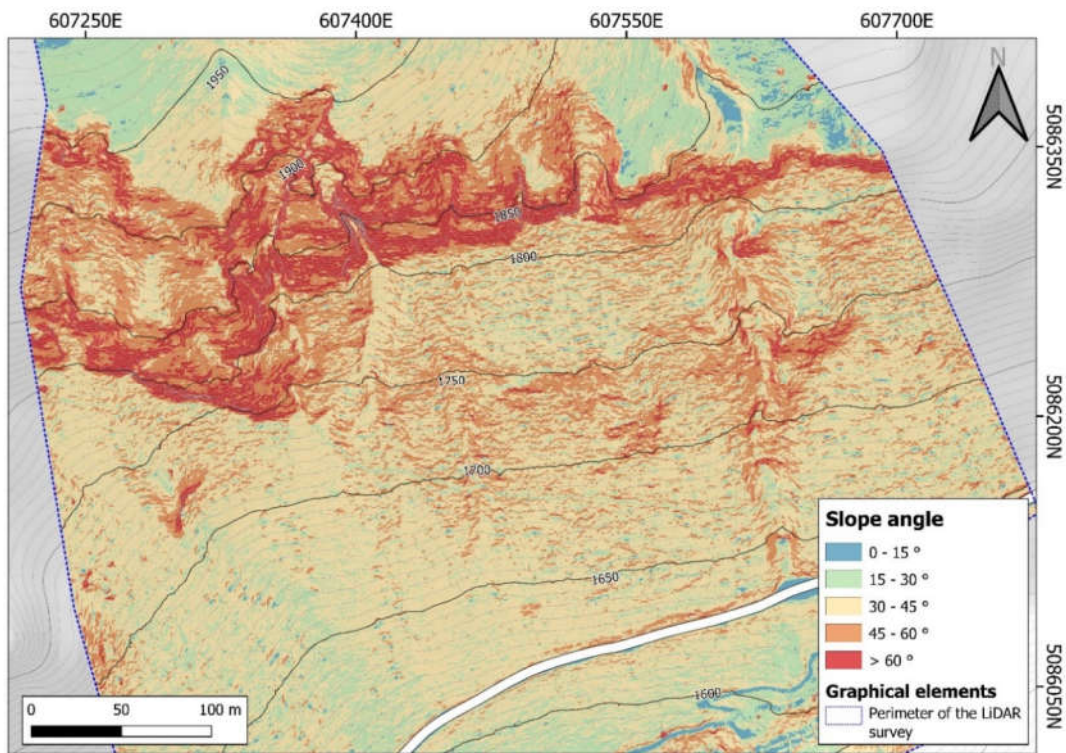 607250E
607400E
607550E
607700E
1950
N
5086350N
1900
1850
1800
1750
5086200N
1700
1650
1600
5086050N
Slope angle
0 - 15 °
15 - 30 °
30 - 45 °
45 - 60 °
> 60 °
Graphical elements
Perimeter of the LiDAR
survey
0 50 100 m